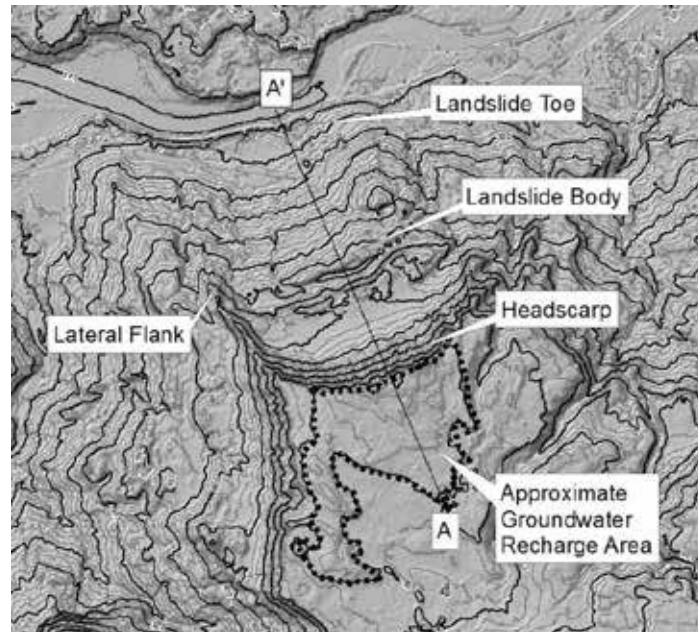 A'
Landslide Toe
Landslide Body
Headscarp
Lateral Flank
Approximate
Groundwater
Recharge Area
A